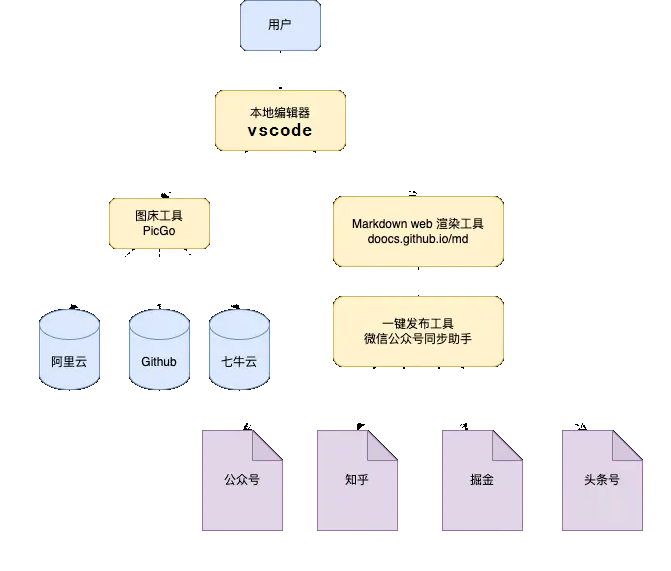 用户
本地编辑器
vscode
图床工具
PicGo
Markdown web 渲染工具
doocs.github.io/md
一键发布工具
微信公众号同步助手
阿里云
Github
七牛云
公众号
知乎
掘金
头条号